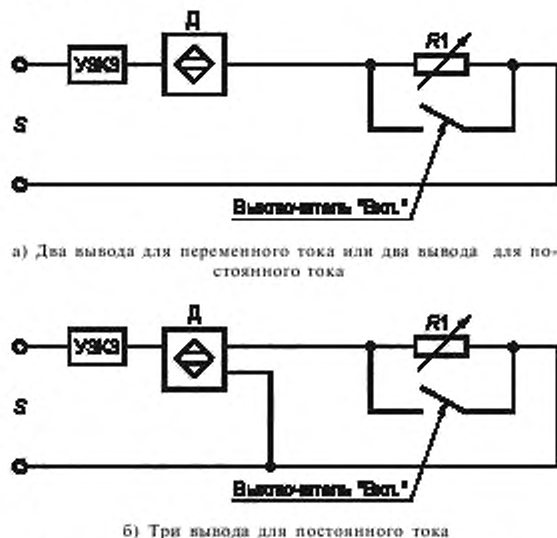 Д
R1
УЗКЗ
S
Выключатель "Вкл."
а) Два вывода для переменного тока или два вывода для по-
стоянного тока
Д
R1
УЗКЗ
S
Выключатель "Вкл."
б) Три вывода для постоянного тока